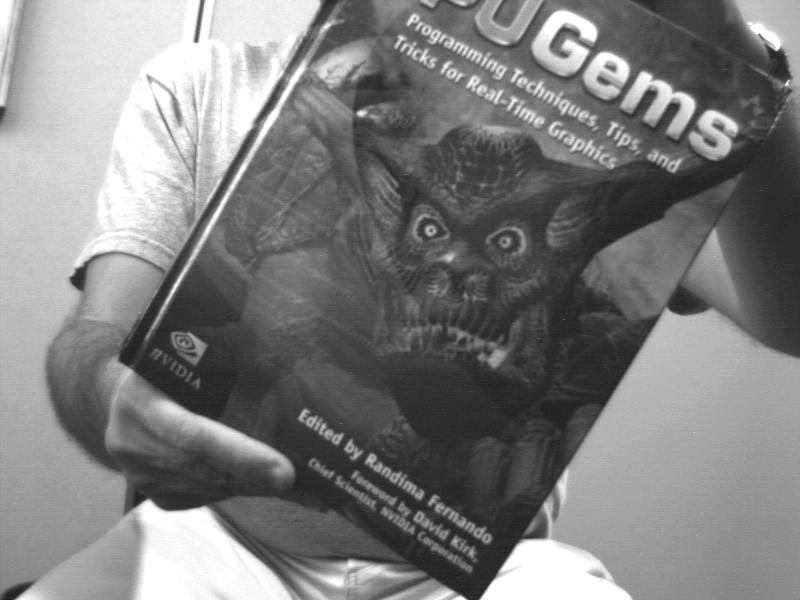 PU Gems
Programming Techniques, Tips, and
Tricks for Real-Time Graphics
nVIDIA
Edited by Randima Fernando
Foreword by David Kirk,
Chief Scientist, NVIDIA Corporation